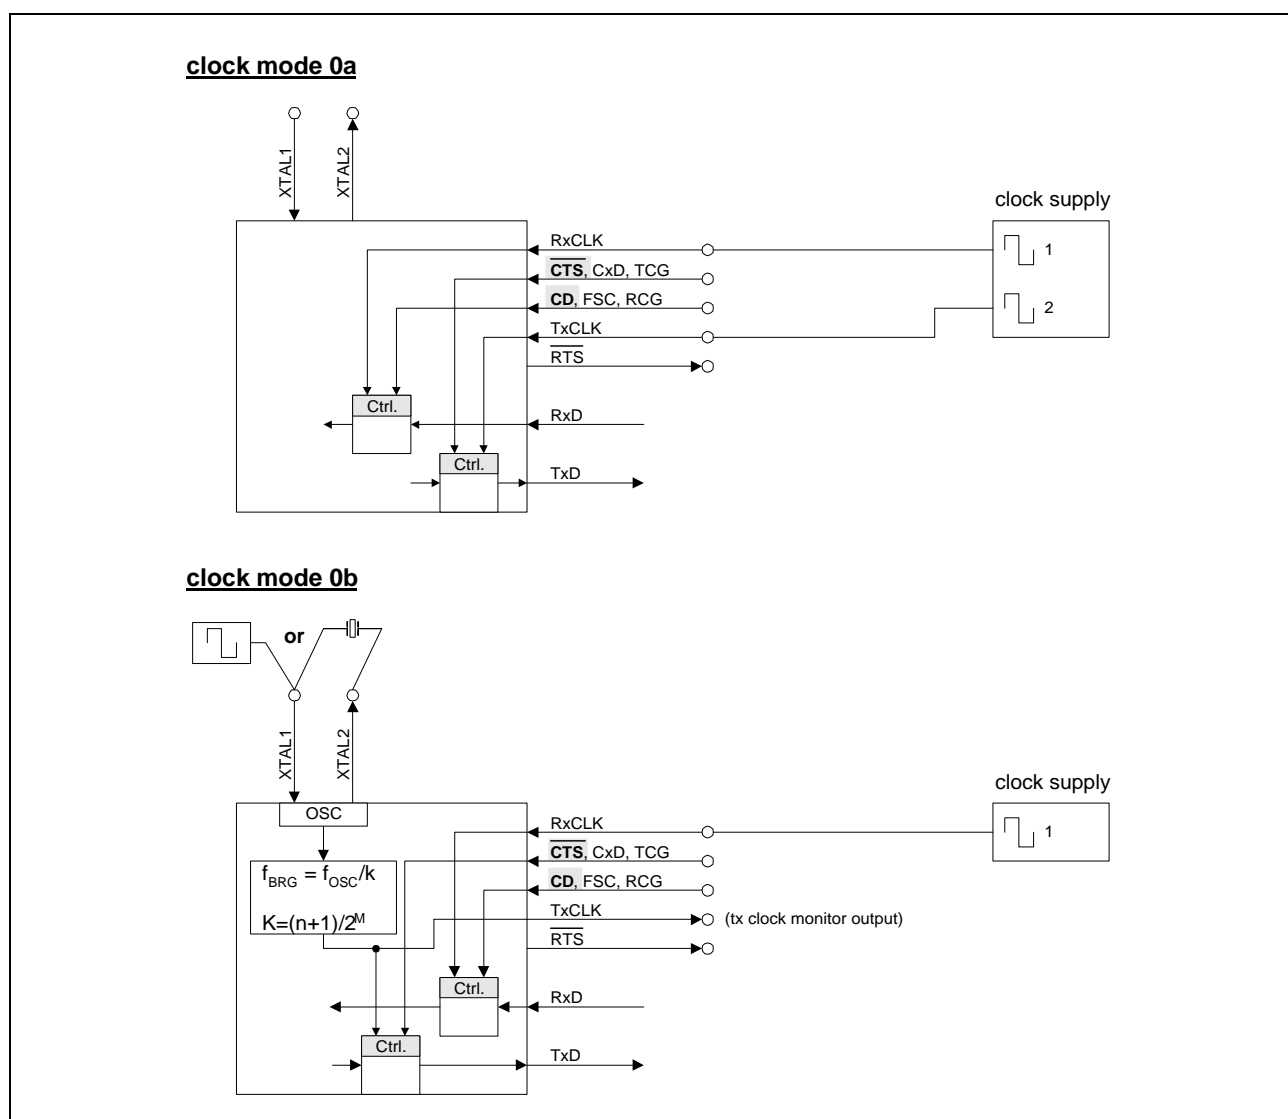 clock mode 0a
XTAL1
XTAL2
clock supply
RxCLK
1
CTS, CxD, TCG
CD, FSC, RCG
2
TxCLK
RTS
Ctrl.
RxD
Ctrl.
TxD
clock mode 0b
or
XTAL1
XTAL2
clock supply
OSC
RxCLK
1
CTS, CxD, TCG
fBRG = fOSC/k
CD, FSC, RCG
K=(n+1)/2^M
TxCLK
(tx clock monitor output)
RTS
Ctrl.
RxD
Ctrl.
TxD